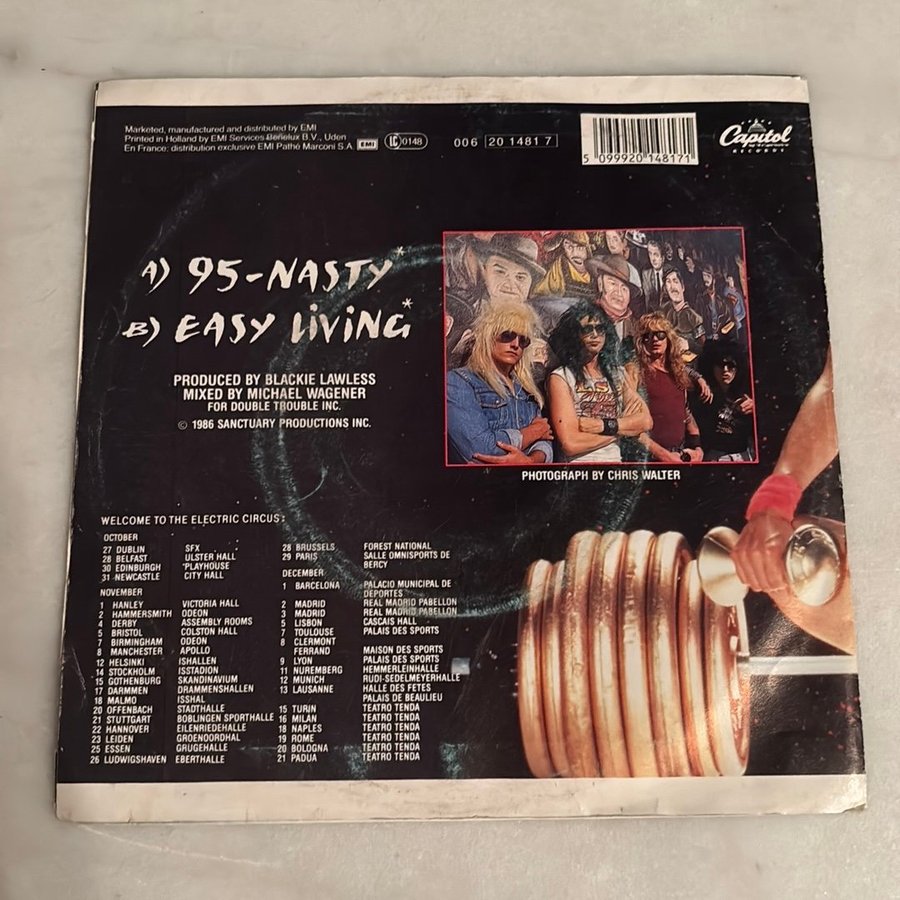 Marketed, manufactured and distributed by EMI
Printed in Holland by EMI Services Benelux B.V., Uden
En France: distribution exclusive EMI Pathé Marconi S.A. EMI LC 0148
006 20 1481 7
5 099920 148171
Capitol
RECORDS
A) 95-NASTY*
B) EASY LiViNG*
PRODUCED BY BLACKIE LAWLESS
MIXED BY MICHAEL WAGENER
FOR DOUBLE TROUBLE INC.
© 1986 SANCTUARY PRODUCTIONS INC.
PHOTOGRAPH BY CHRIS WALTER
WELCOME TO THE ELECTRIC CIRCUS:
OCTOBER
27 DUBLIN SFX
28 BELFAST ULSTER HALL
30 EDINBURGH PLAYHOUSE
31 NEWCASTLE CITY HALL
NOVEMBER
1 HANLEY VICTORIA HALL
2 HAMMERSMITH ODEON
4 DERBY ASSEMBLY ROOMS
5 BRISTOL COLSTON HALL
7 BIRMINGHAM ODEON
8 MANCHESTER APOLLO
12 HELSINKI ISHALLEN
14 STOCKHOLM ISSTADION
15 GOTHENBURG SKANDINAVIUM
17 DARMMEN DRAMMENSHALLEN
18 MALMO ISSHAL
20 OFFENBACH STADTHALLE
21 STUTTGART BOBLINGEN SPORTHALLE
22 HANNOVER EILENRIEDEHALLE
23 LEIDEN GROENOORDHAL
25 ESSEN GRUGEHALLE
26 LUDWIGSHAVEN EBERTHALLE
28 BRUSSELS FOREST NATIONAL
29 PARIS SALLE OMNISPORTS DE
BERCY
DECEMBER
1 BARCELONA PALACIO MUNICIPAL DE
DEPORTES
2 MADRID REAL MADRID PABELLON
3 MADRID REAL MADRID PABELLON
5 LISBON CASCAIS HALL
7 TOULOUSE PALAIS DES SPORTS
8 CLERMONT
FERRAND MAISON DES SPORTS
9 LYON PALAIS DES SPORTS
11 NUREMBERG HEMMERLEINHALLE
12 MUNICH RUDI-SEDELMEYERHALLE
13 LAUSANNE HALLE DES FETES
PALAIS DE BEAULIEU
15 TURIN TEATRO TENDA
16 MILAN TEATRO TENDA
18 NAPLES TEATRO TENDA
19 ROME TEATRO TENDA
20 BOLOGNA TEATRO TENDA
21 PADUA TEATRO TENDA